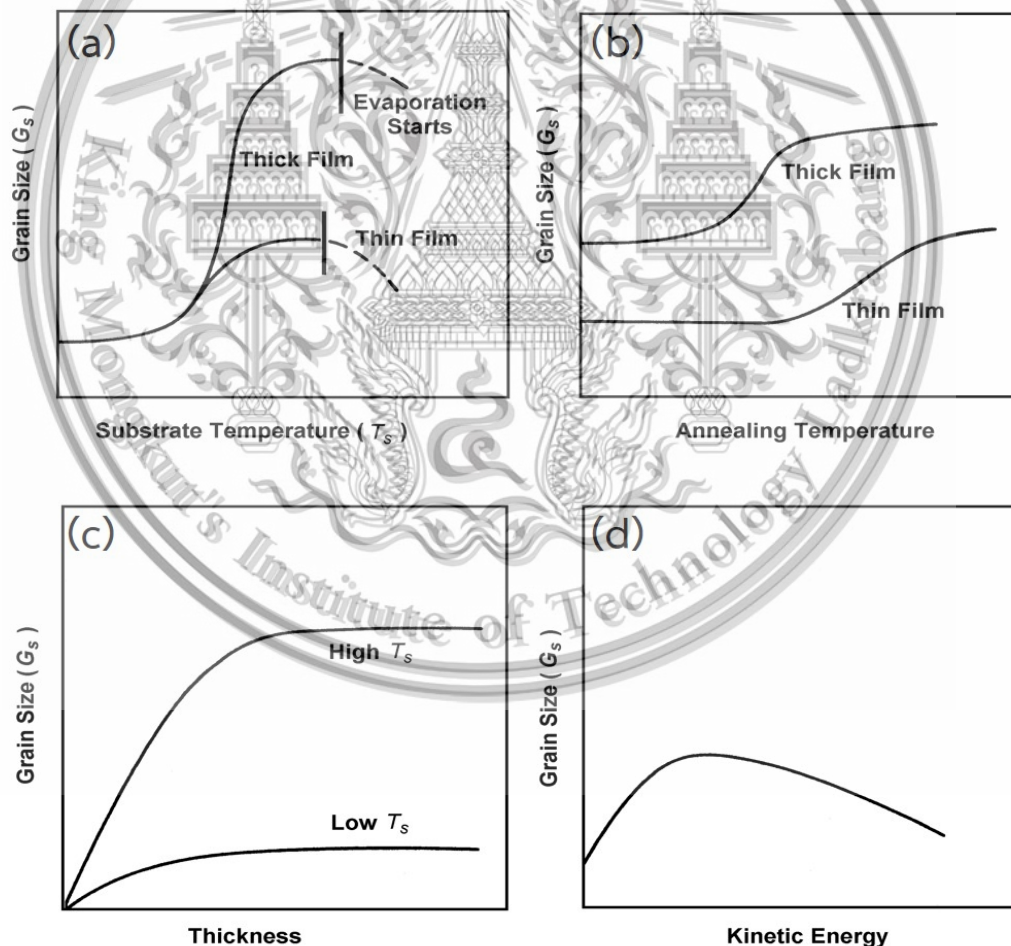 (a)
Grain Size (Gₛ)
Evaporation
Starts
Thick Film
Thin Film
Substrate Temperature (Tₛ)
(b)
Grain Size (Gₛ)
Thick Film
Thin Film
Annealing Temperature
(c)
Grain Size (Gₛ)
High Tₛ
Low Tₛ
Thickness
(d)
Grain Size (Gₛ)
Kinetic Energy
King Mongkut's Institute of Technology Ladkrabang